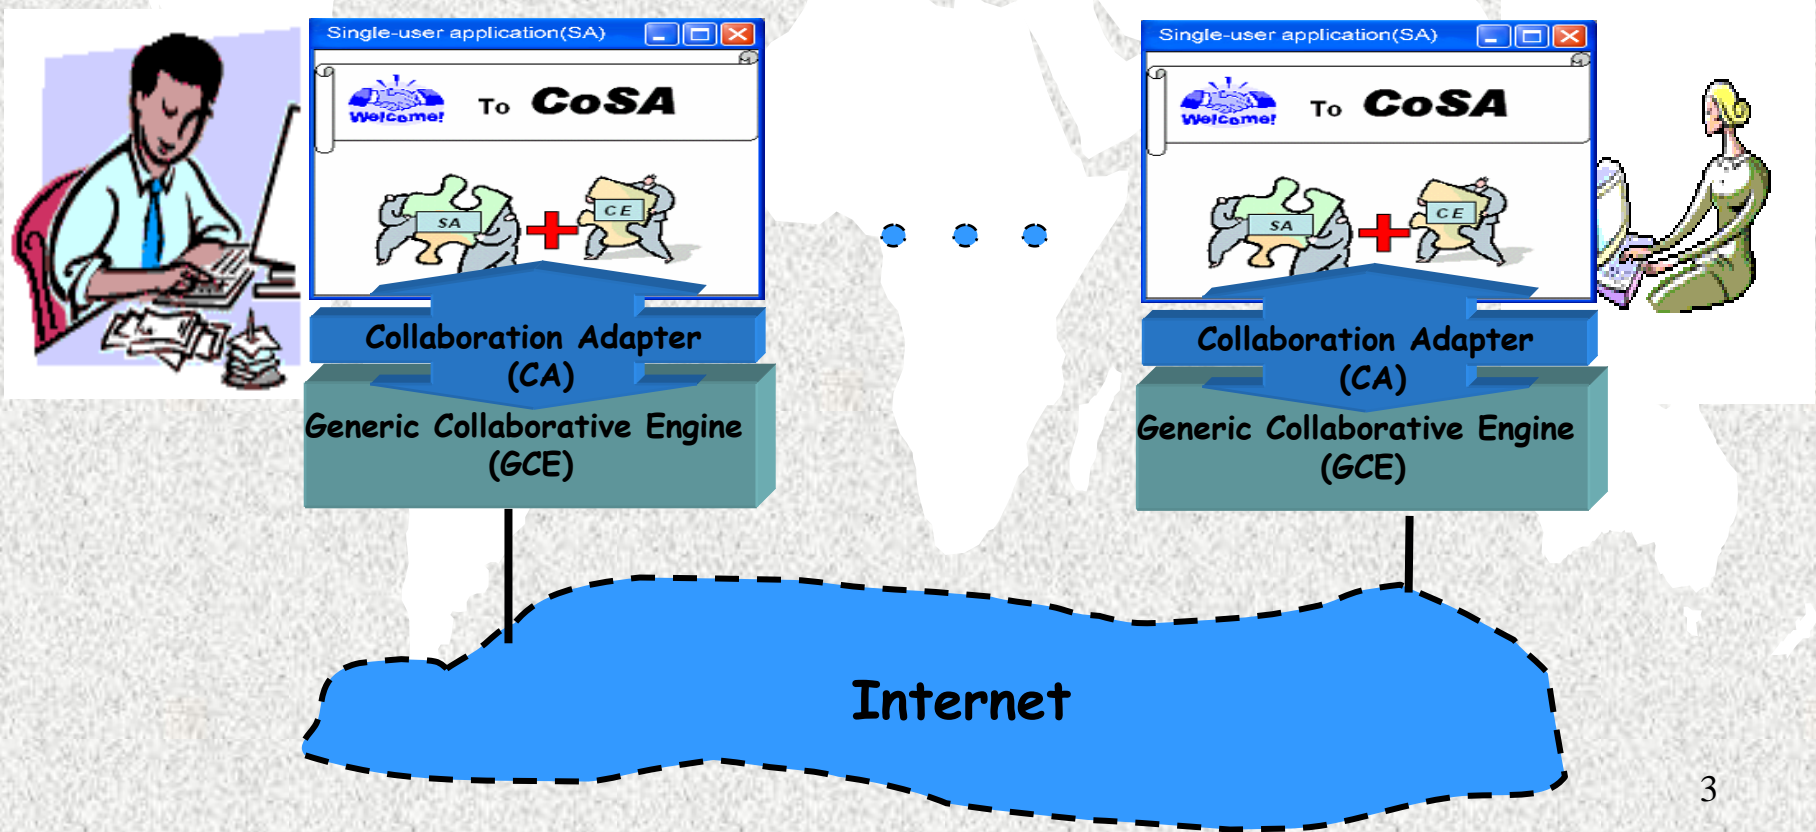 Single-user application(SA)
Welcome! To CoSA
SA CE
Collaboration Adapter
(CA)
Generic Collaborative Engine
(GCE)
Single-user application(SA)
Welcome! To CoSA
SA CE
Collaboration Adapter
(CA)
Generic Collaborative Engine
(GCE)
Internet
3